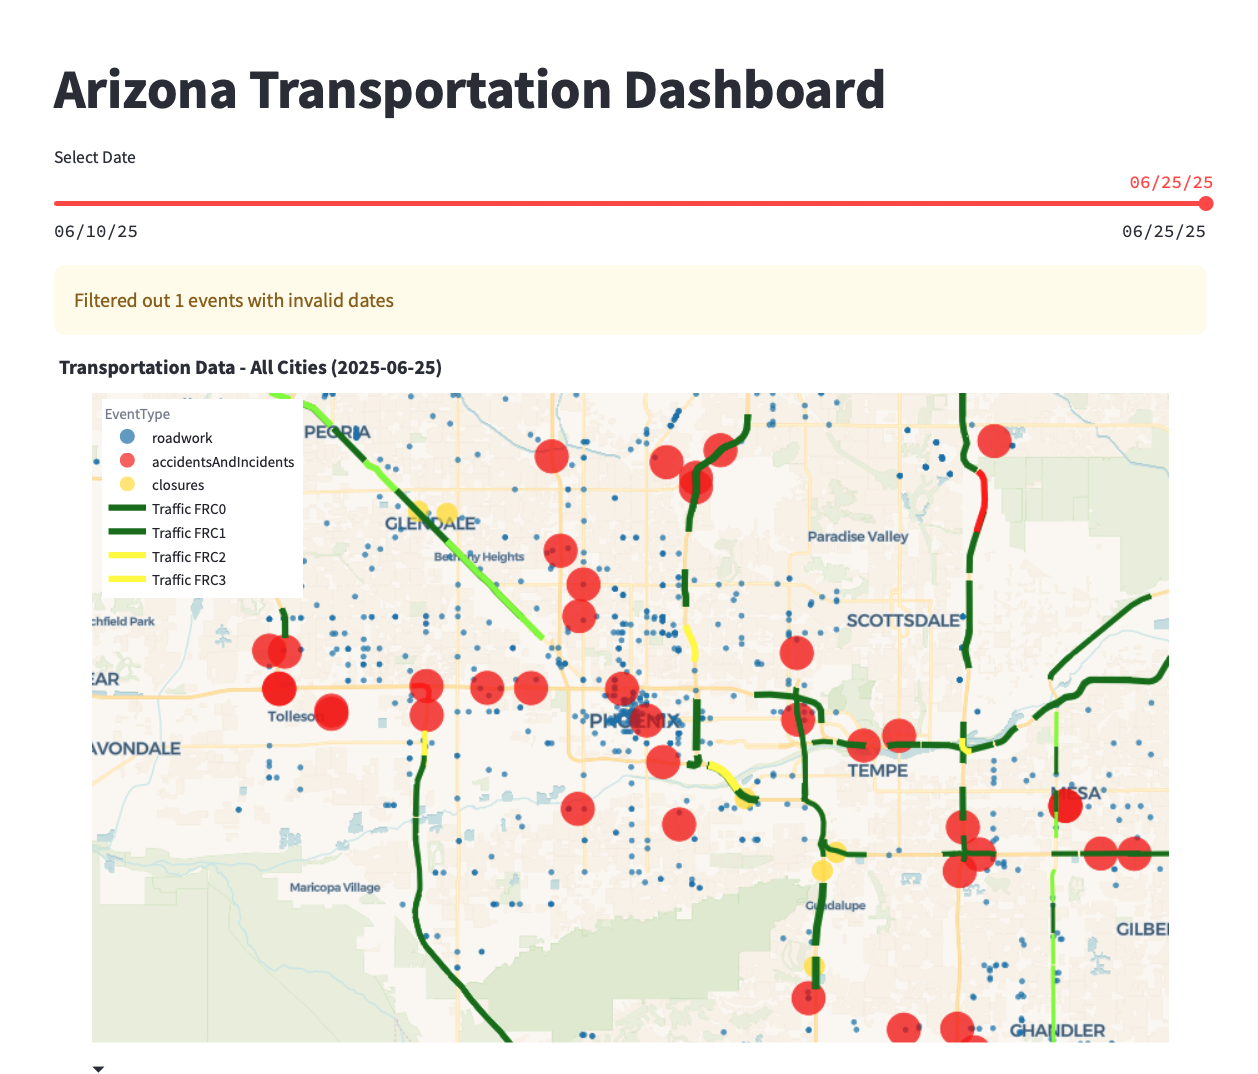 Arizona Transportation Dashboard
Select Date
06/25/25
06/10/25
06/25/25
Filtered out 1 events with invalid dates
Transportation Data - All Cities (2025-06-25)
EventType
roadwork
accidentsAndIncidents
closures
Traffic FRC0
Traffic FRC1
Traffic FRC2
Traffic FRC3
PEORIA
GLENDALE
Bethany Heights
Paradise Valley
SCOTTSDALE
chfield Park
EAR
Tolleson
PHOENIX
AVONDALE
TEMPE
MESA
Maricopa Village
Guadalupe
GILBE
CHANDLER